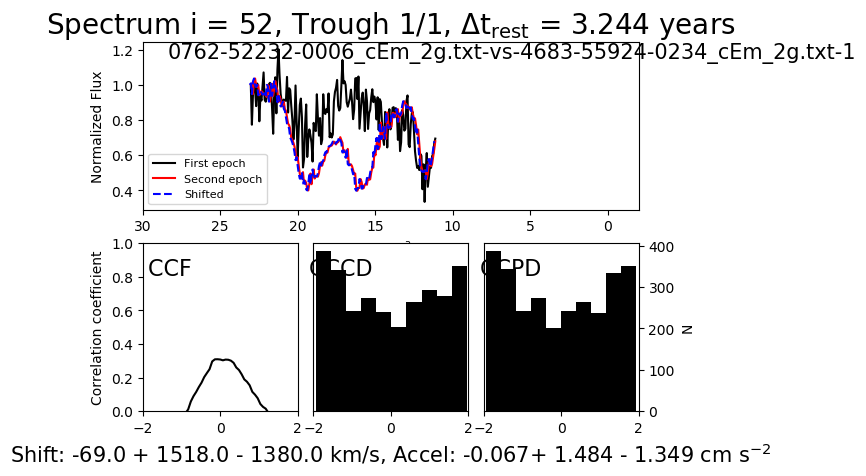 Spectrum i = 52, Trough 1/1, Δt_rest = 3.244 years
0762-52232-0006_cEm_2g.txt-vs-4683-55924-0234_cEm_2g.txt-1
Normalized Flux
1.2
1.0
0.8
0.6
0.4
First epoch
Second epoch
Shifted
30 25 20 15 10 5 0
Correlation coefficient
1.0
0.8
0.6
0.4
0.2
0.0
CCF
CCCD
CCPD
400
300
200
100
0
N
−2 0 2
−2 0 2
−2 0 2
Shift: -69.0 + 1518.0 - 1380.0 km/s, Accel: -0.067+ 1.484 - 1.349 cm s⁻²